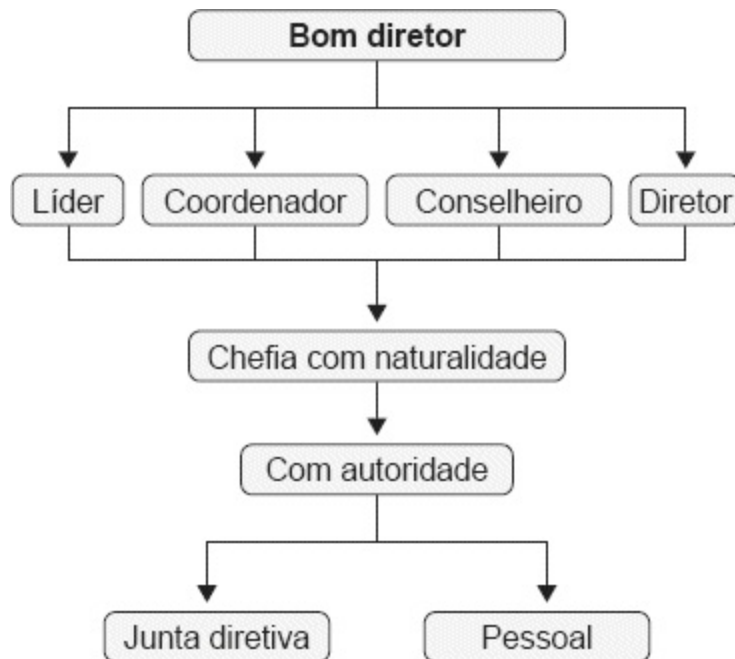 Bom diretor
Líder
Coordenador
Conselheiro
Diretor
Chefia com naturalidade
Com autoridade
Junta diretiva
Pessoal